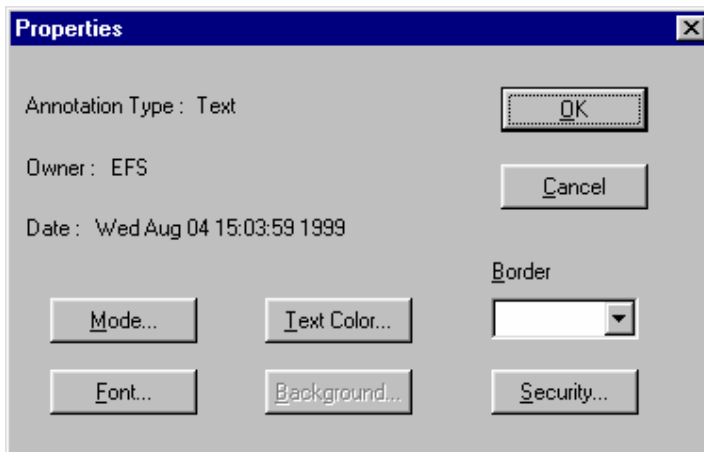 Properties
Annotation Type : Text
OK
Owner : EFS
Cancel
Date : Wed Aug 04 15:03:59 1999
Border
Mode...
Text Color...
Font...
Background...
Security...